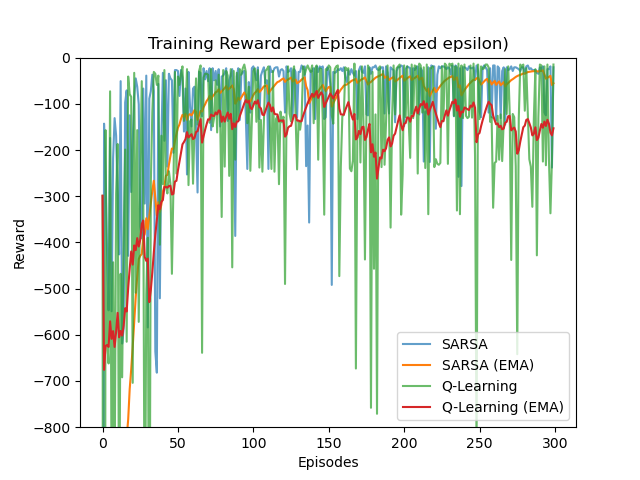 Training Reward per Episode (fixed epsilon)
Reward
0
−100
−200
−300
−400
−500
−600
−700
−800
SARSA
SARSA (EMA)
Q-Learning
Q-Learning (EMA)
0 50 100 150 200 250 300
Episodes